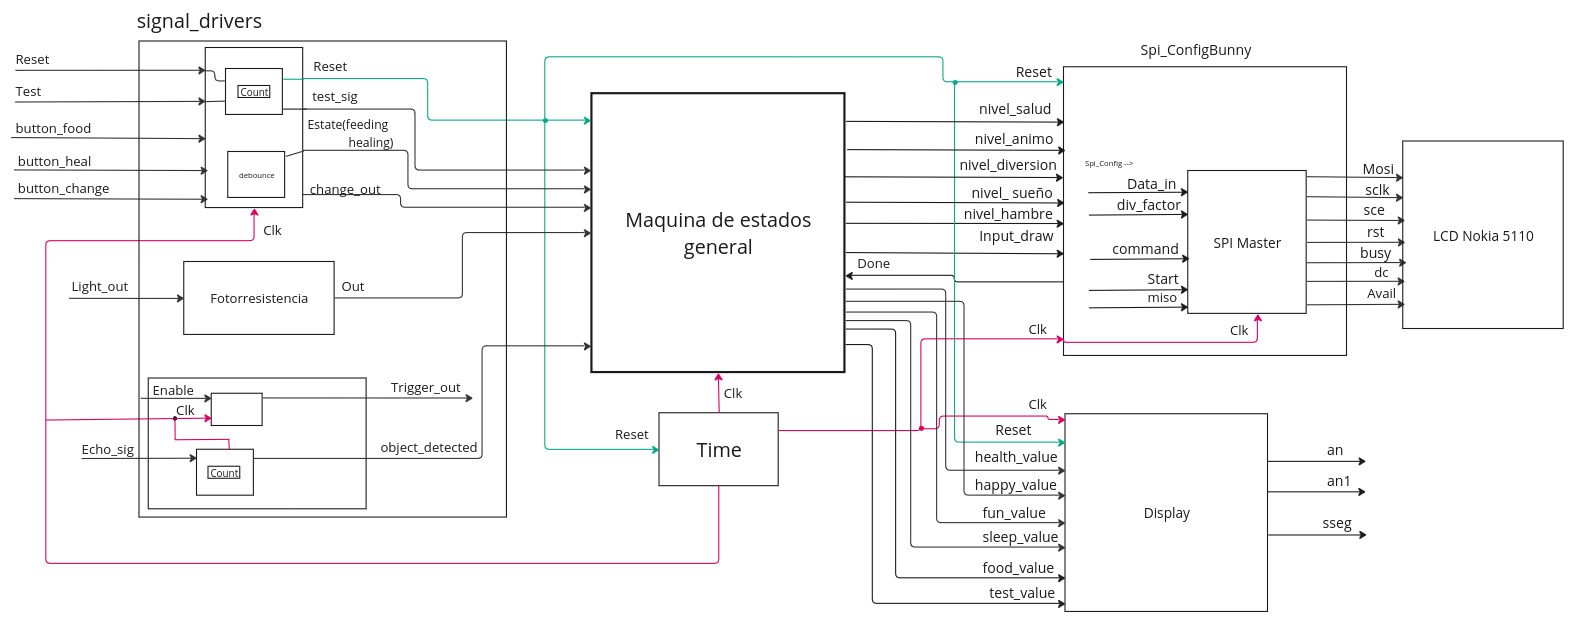 signal_drivers
Reset
Test
button_food
button_heal
button_change
Count
debounce
Reset
test_sig
Estate(feeding
healing)
change_out
Clk
Light_out
Fotorresistencia
Out
Enable
Clk
Trigger_out
Echo_sig
Count
object_detected
Maquina de estados
general
Clk
Reset
Time
Spi_ConfigBunny
Reset
nivel_salud
nivel_animo
nivel_diversion
nivel_ sueño
nivel_hambre
Input_draw
Done
Clk
Spi_Config -->
Data_in
div_factor
command
Start
miso
SPI Master
Clk
Mosi
sclk
sce
rst
busy
dc
Avail
LCD Nokia 5110
Clk
Reset
health_value
happy_value
fun_value
sleep_value
food_value
test_value
Display
an
an1
sseg